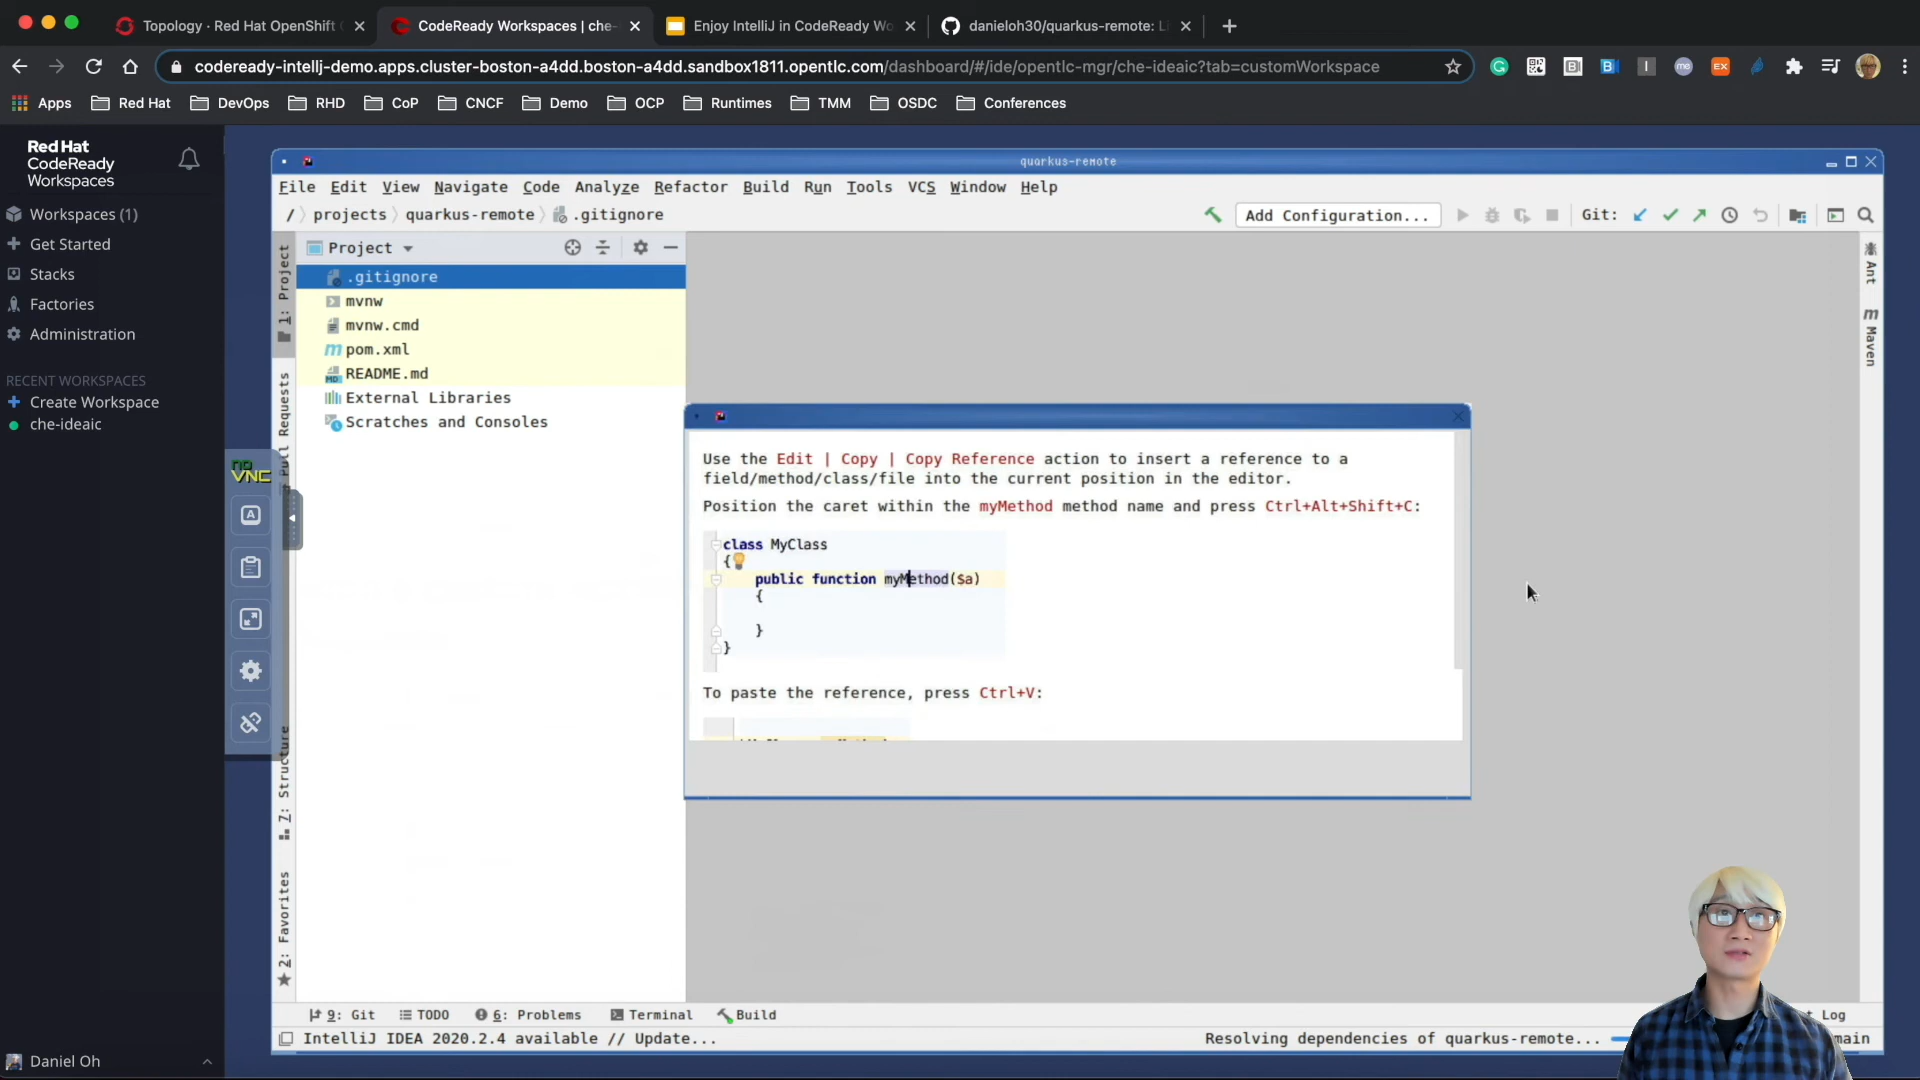 Topology · Red Hat OpenShift
CodeReady Workspaces | che-
Enjoy IntelliJ in CodeReady Wo
danieloh30/quarkus-remote: Li
codeready-intellj-demo.apps.cluster-boston-a4dd.boston-a4dd.sandbox1811.opentlc.com/dashboard/#/ide/opentlc-mgr/che-ideaic?tab=customWorkspace
Apps Red Hat DevOps RHD CoP CNCF Demo OCP Runtimes TMM OSDC Conferences
Red Hat
CodeReady
Workspaces
Workspaces (1)
Get Started
Stacks
Factories
Administration
RECENT WORKSPACES
Create Workspace
che-ideaic
Daniel Oh
no
VNC
quarkus-remote
File Edit View Navigate Code Analyze Refactor Build Run Tools VCS Window Help
/ projects quarkus-remote .gitignore
Add Configuration...
Git:
1: Project
Pull Requests
7: Structure
2: Favorites
Project
.gitignore
mvnw
mvnw.cmd
pom.xml
README.md
External Libraries
Scratches and Consoles
Use the Edit | Copy | Copy Reference action to insert a reference to a
field/method/class/file into the current position in the editor.
Position the caret within the myMethod method name and press Ctrl+Alt+Shift+C:
class MyClass
{
public function myMethod($a)
{
}
}
To paste the reference, press Ctrl+V:
Ant
Maven
9: Git TODO 6: Problems Terminal Build
Log
IntelliJ IDEA 2020.2.4 available // Update...
Resolving dependencies of quarkus-remote...
main